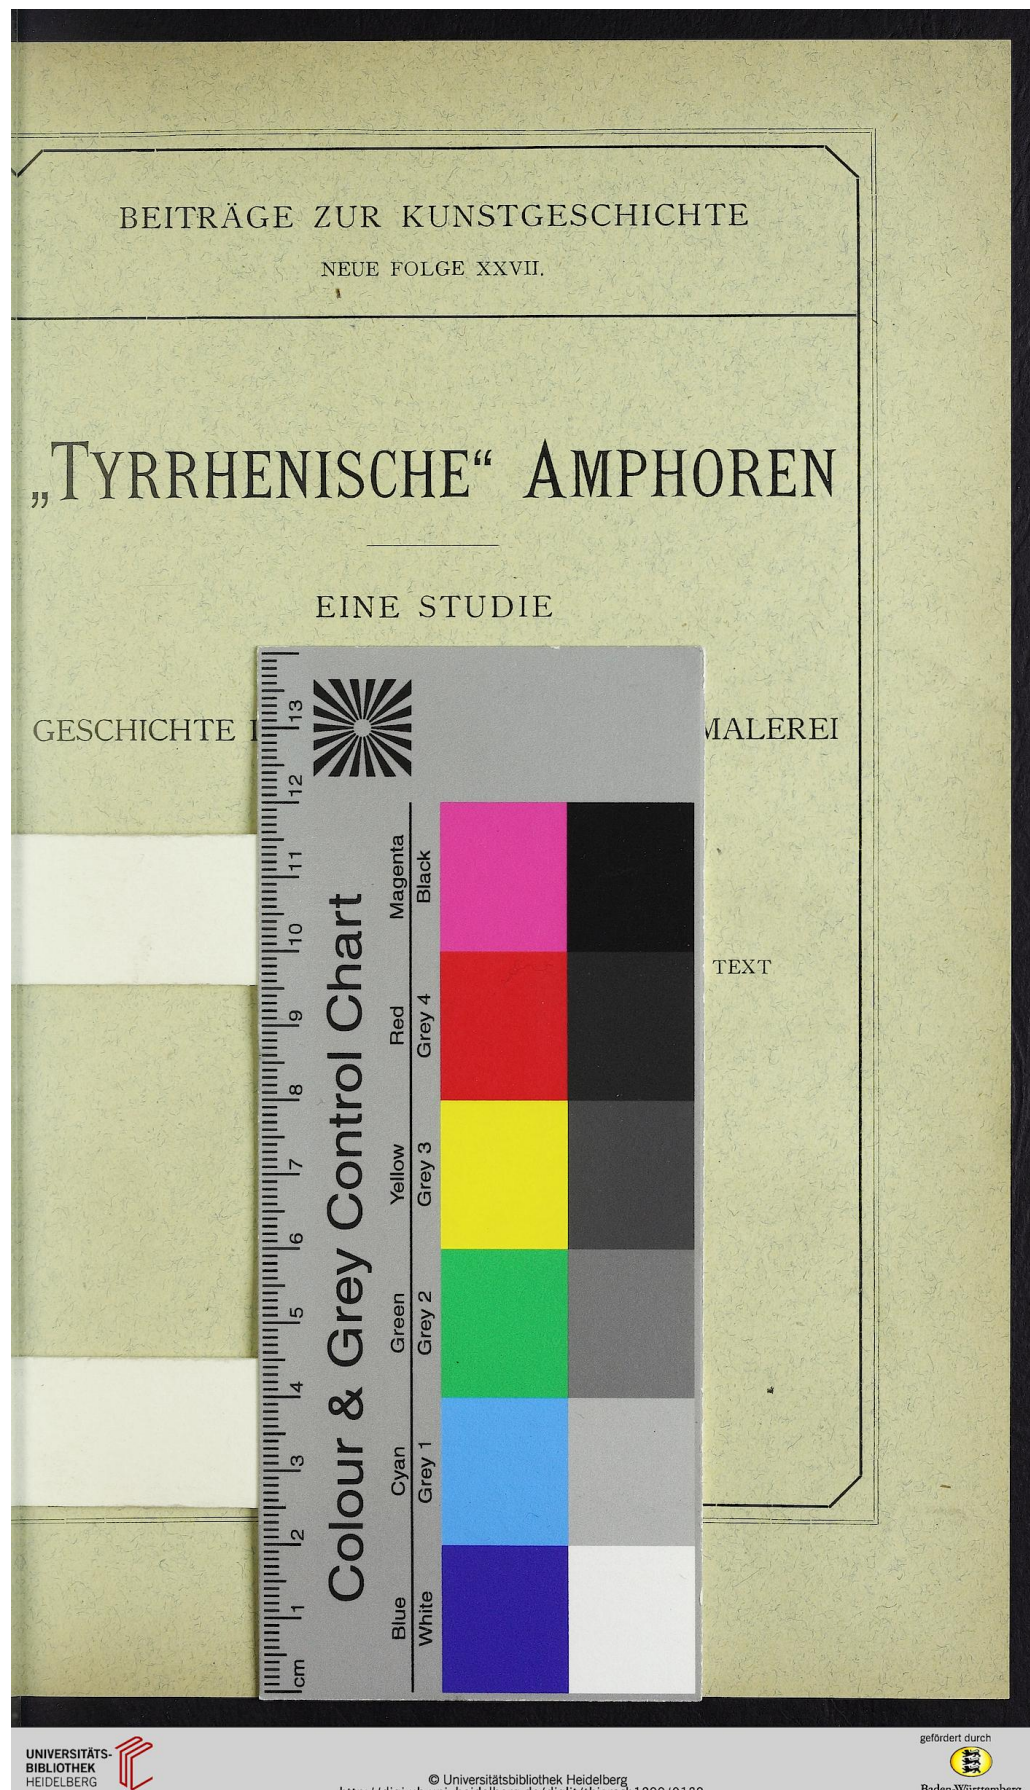 BEITRÄGE ZUR KUNSTGESCHICHTE
NEUE FOLGE XXVII.
„TYRRHENISCHE“ AMPHOREN
EINE STUDIE
GESCHICHTE
MALEREI
TEXT
13
12
11
10
9
8
7
6
5
4
3
2
1
cm
Colour & Grey Control Chart
Magenta
Red
Yellow
Green
Cyan
Blue
Black
Grey 4
Grey 3
Grey 2
Grey 1
White
UNIVERSITÄTS-
BIBLIOTHEK
HEIDELBERG
© Universitätsbibliothek Heidelberg
gefördert durch
Baden-Württemberg